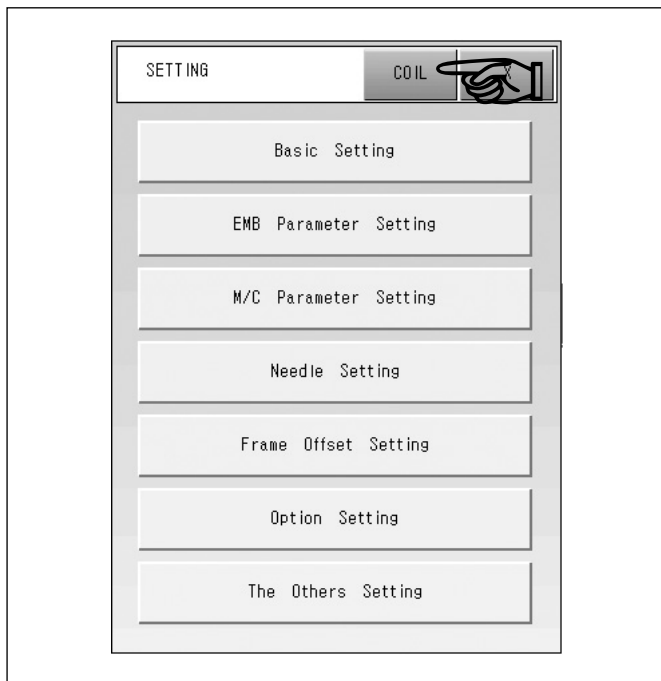 SETTING COIL X
Basic Setting
EMB Parameter Setting
M/C Parameter Setting
Needle Setting
Frame Offset Setting
Option Setting
The Others Setting